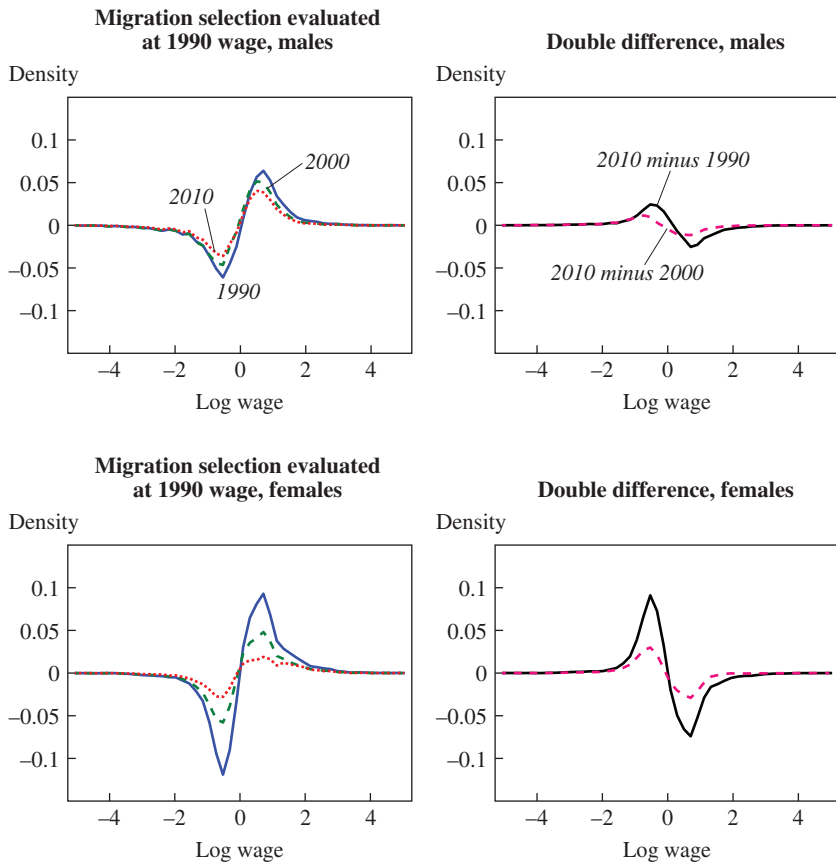 Migration selection evaluated
at 1990 wage, males
Density
0.1
0.05
0
−0.05
−0.1
2000
2010
1990
−4 −2 0 2 4
Log wage
Double difference, males
Density
0.1
0.05
0
−0.05
−0.1
2010 minus 1990
2010 minus 2000
−4 −2 0 2 4
Log wage
Migration selection evaluated
at 1990 wage, females
Density
0.1
0.05
0
−0.05
−0.1
−4 −2 0 2 4
Log wage
Double difference, females
Density
0.1
0.05
0
−0.05
−0.1
−4 −2 0 2 4
Log wage